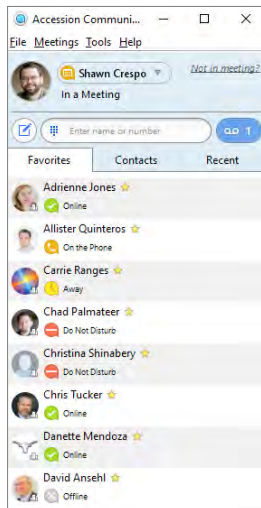 Accession Communi...
File Meetings Tools Help
Shawn Crespo
Not in meeting?
In a Meeting
Enter name or number
1
Favorites Contacts Recent
Adrienne Jones
Online
Allister Quinteros
On the Phone
Carrie Ranges
Away
Chad Palmateer
Do Not Disturb
Christina Shinabery
Do Not Disturb
Chris Tucker
Online
Danette Mendoza
Online
David Ansehl
Offline